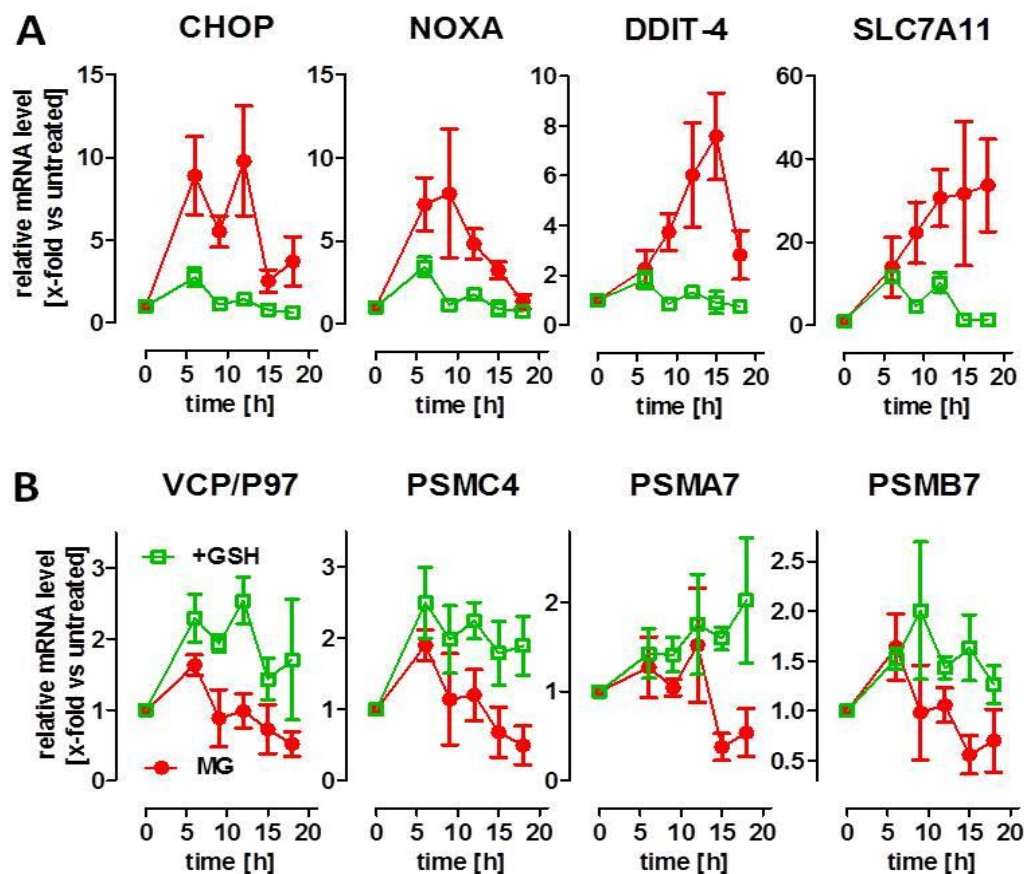 A
CHOP NOXA DDIT-4 SLC7A11
relative mRNA level
[x-fold vs untreated]
15 15 10 60
10 10 8 40
5 5 6 20
0 0 4 0
2
0
0 5 10 15 20 0 5 10 15 20 0 5 10 15 20 0 5 10 15 20
time [h] time [h] time [h] time [h]
B
VCP/P97 PSMC4 PSMA7 PSMB7
relative mRNA level
[x-fold vs untreated]
3 3 2 2.5
2 2 1 2.0
1 1 0 1.5
0 0 1.0
0.5
+GSH
MG
0 5 10 15 20 0 5 10 15 20 0 5 10 15 20 0 5 10 15 20
time [h] time [h] time [h] time [h]